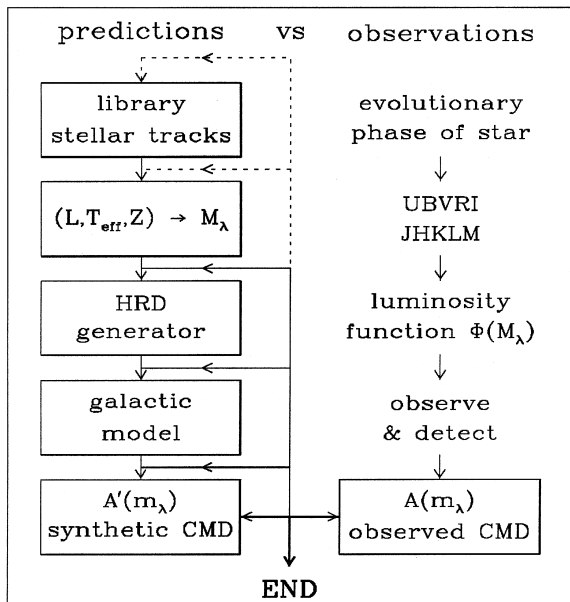 predictions vs observations
library
stellar tracks
(L,T_eff,Z) → M_λ
HRD
generator
galactic
model
A'(m_λ)
synthetic CMD
evolutionary
phase of star
UBVRI
JHKLM
luminosity
function Φ(M_λ)
observe
& detect
A(m_λ)
observed CMD
END